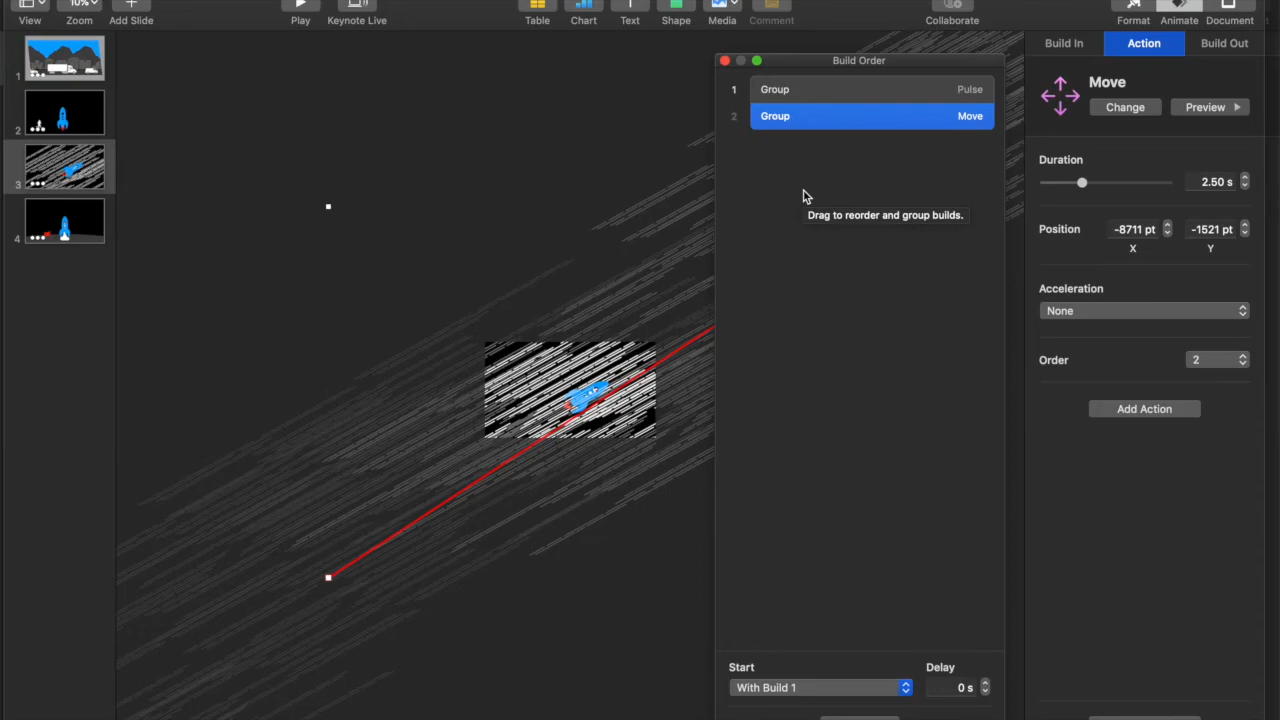 10%
View
Zoom
Add Slide
Play
Keynote Live
Table
Chart
Text
Shape
Media
Comment
Collaborate
Format
Animate
Document
1
2
3
4
Build Order
1 Group Pulse
2 Group Move
Drag to reorder and group builds.
Start
Delay
With Build 1
0 s
Build In
Action
Build Out
Move
Change
Preview
Duration
2.50 s
Position
-8711 pt
-1521 pt
X
Y
Acceleration
None
Order
2
Add Action